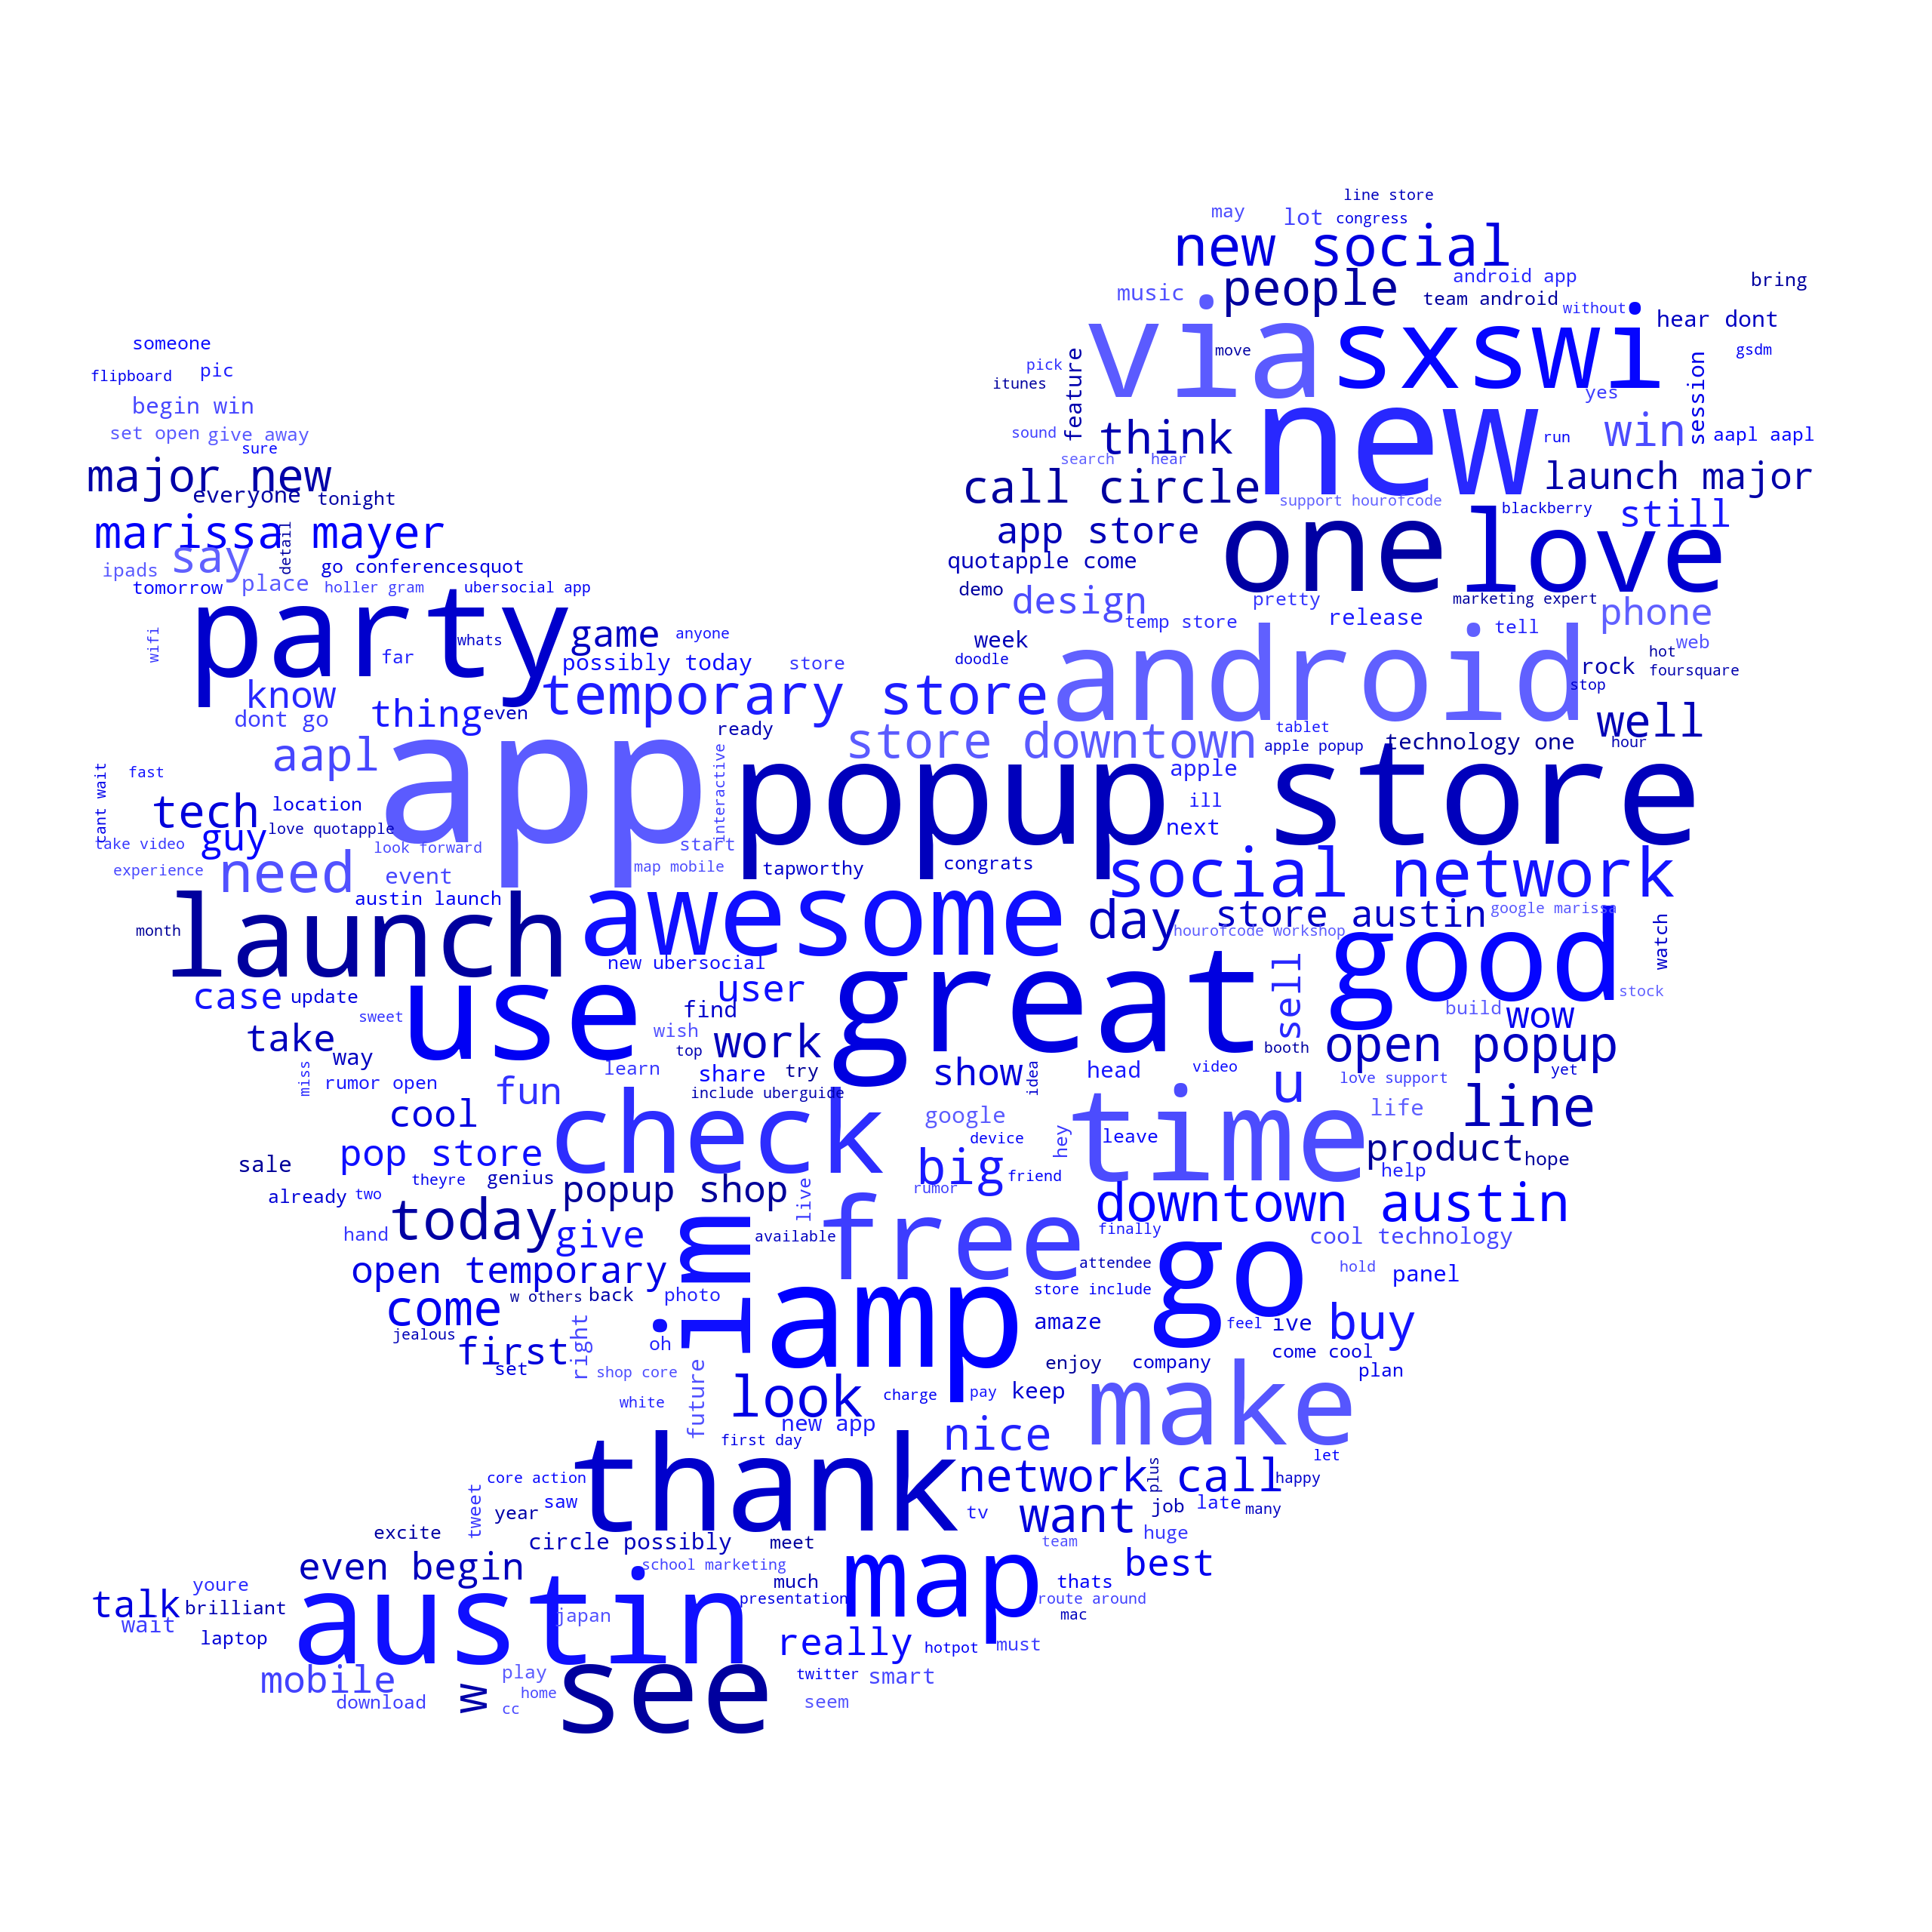 line store
may
lot
congress
new social
android app
bring
people
team android
music
without
hear dont
via
sxswi
move
gsdm
feature
session
pick
itunes
yes
new
win
think
sound
run
aapl aapl
search
hear
call circle
launch major
support hourofcode
blackberry
still
app store
one
love
quotapple come
demo
design
pretty
marketing expert
phone
temp store
release
tell
week
web
doodle
android
hot
rock
foursquare
stop
someone
flipboard
pic
begin win
set open
give away
sure
major new
everyone
tonight
marissa mayer
detail
say
ipads
go conferencesquot
tomorrow
place
holler gram
ubersocial app
party
wifi
whats
game
anyone
far
possibly today
store
know
temporary store
dont go
thing
even
ready
store downtown
tablet
well
apple popup
technology one
hour
aapl
app
interactive
popup store
apple
ill
next
cant wait
fast
tech
location
guy
love quotapple
take video
look forward
start
experience
need
event
map mobile
tapworthy
congrats
social network
austin launch
launch
awesome
day
store austin
google marissa
hourofcode workshop
month
new ubersocial
good
watch
case
update
use
user
great
sell
stock
find
build
wow
sweet
take
way
wish
top
work
booth
open popup
miss
rumor open
learn
share
try
show
idea
head
video
u
love support
yet
fun
include uberguide
cool
check
google
time
life
line
device
hey
leave
pop store
big
friend
product
hope
sale
theyre
genius
popup shop
live
rumor
help
already
two
downtown austin
today
hand
give
im
available
free
finally
go
cool technology
attendee
hold
panel
open temporary
store include
come
w others
back
photo
amp
amaze
feel
ive
buy
jealous
first
right
oh
come cool
set
shop core
enjoy
company
plan
white
future
look
charge
pay
keep
make
new app
nice
first day
thank
let
core action
network
plus
call
happy
tweet
year
saw
tv
want
job
late
many
excite
circle possibly
meet
huge
team
even begin
school marketing
map
best
youre
much
thats
talk
brilliant
austin
presentation
route around
wait
japan
mac
laptop
really
hotpot
must
mobile
play
see
twitter
smart
download
w
home
cc
seem